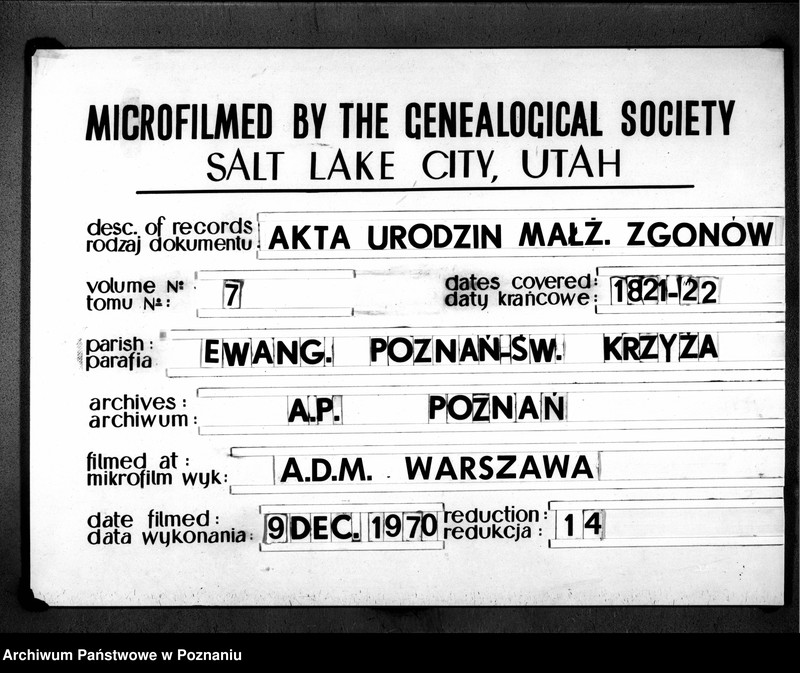 MICROFILMED BY THE GENEALOGICAL SOCIETY
SALT LAKE CITY, UTAH
desc. of records
rodzaj dokumentu: AKTA URODZIN MAŁŻ. ZGONÓW
volume №
tomu №: 7
dates covered:
daty krańcowe: 1821-22
parish:
parafia EWANG. POZNAŃ-ŚW. KRZYŻA
archives:
archiwum: A.P. POZNAŃ
filmed at:
mikrofilm wyk: A.D.M. WARSZAWA
date filmed:
data wykonania: 9 DEC. 1970
reduction:
redukcja: 14
Archiwum Państwowe w Poznaniu